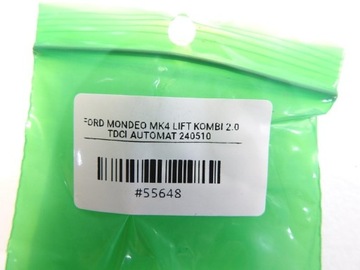 FORD MONDEO MK4 LIFT KOMBI 2.0
TDCI AUTOMAT 240510
#55648